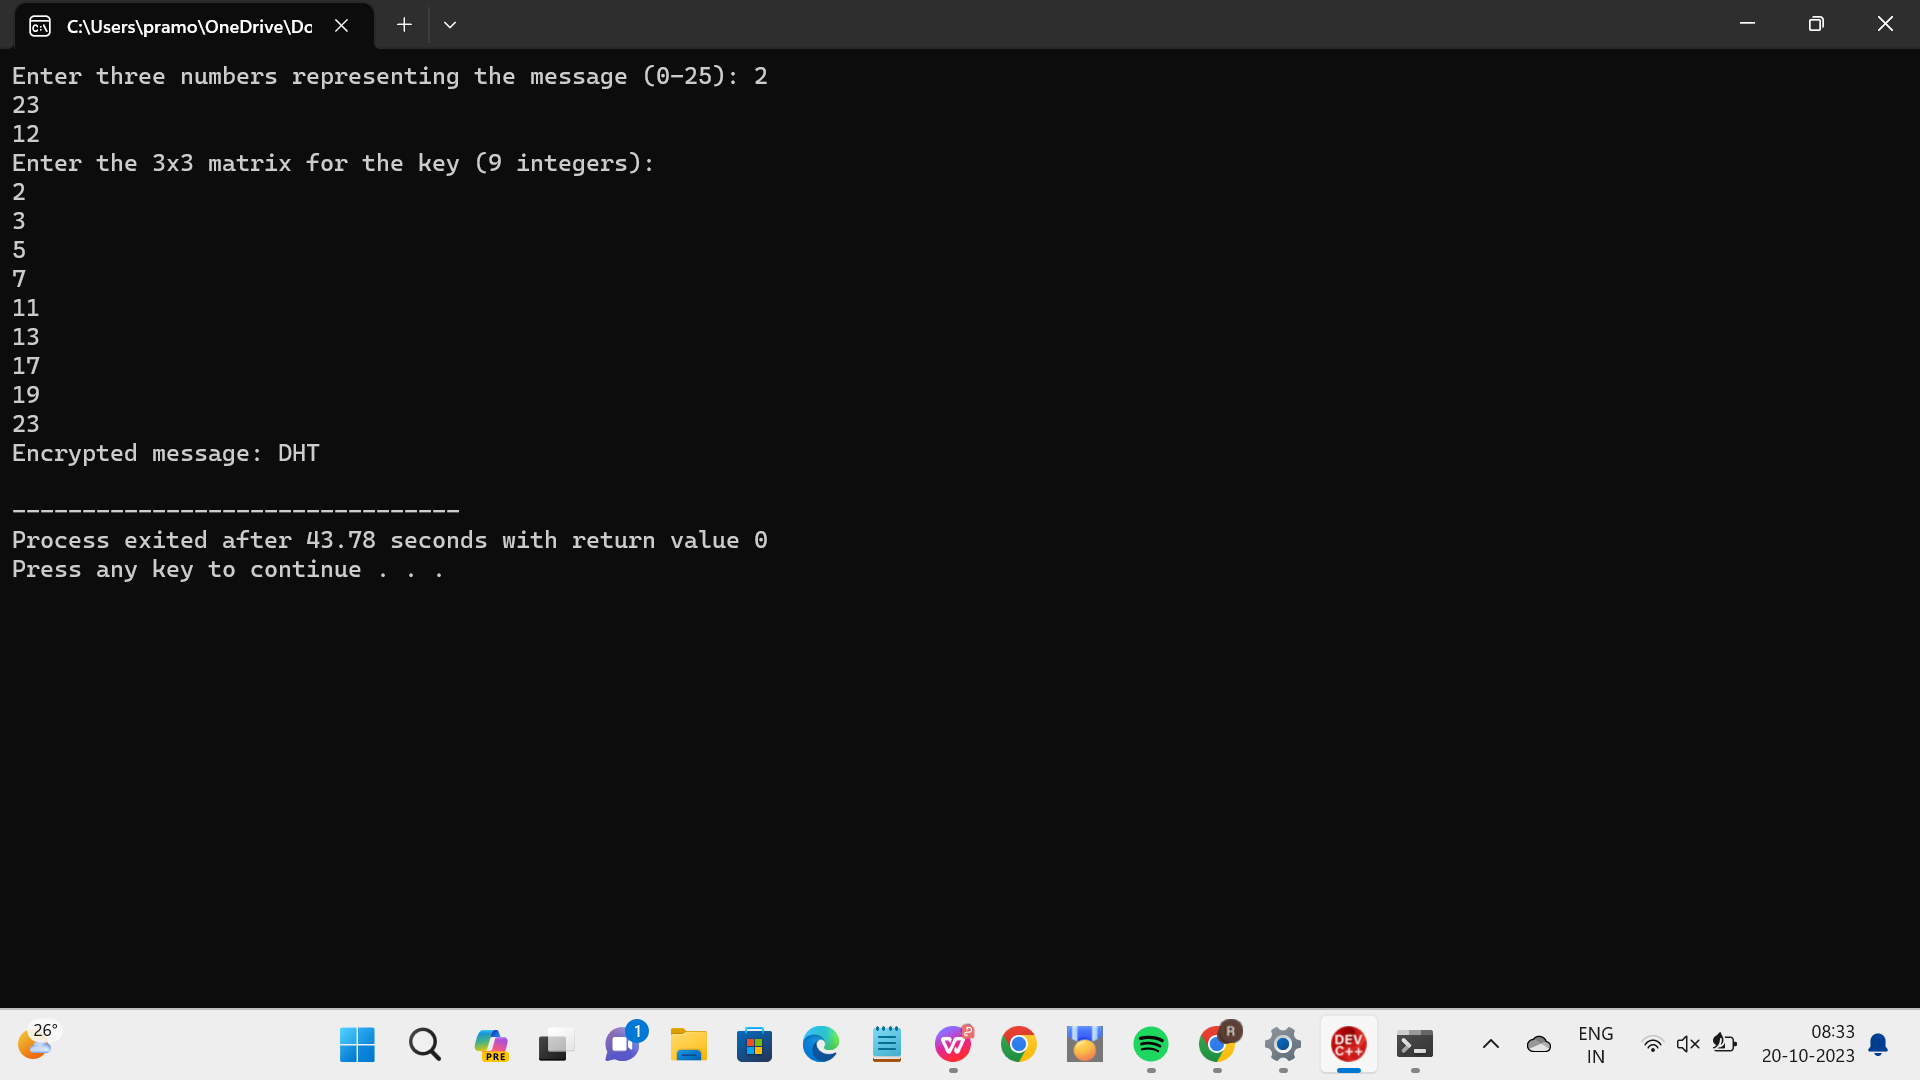 C:\Users\pramo\OneDrive\Do
Enter three numbers representing the message (0-25): 2
23
12
Enter the 3x3 matrix for the key (9 integers):
2
3
5
7
11
13
17
19
23
Encrypted message: DHT
--------------------------------
Process exited after 43.78 seconds with return value 0
Press any key to continue . . .
26°
PRE
1
R
DEV
C++
ENG
IN
08:33
20-10-2023